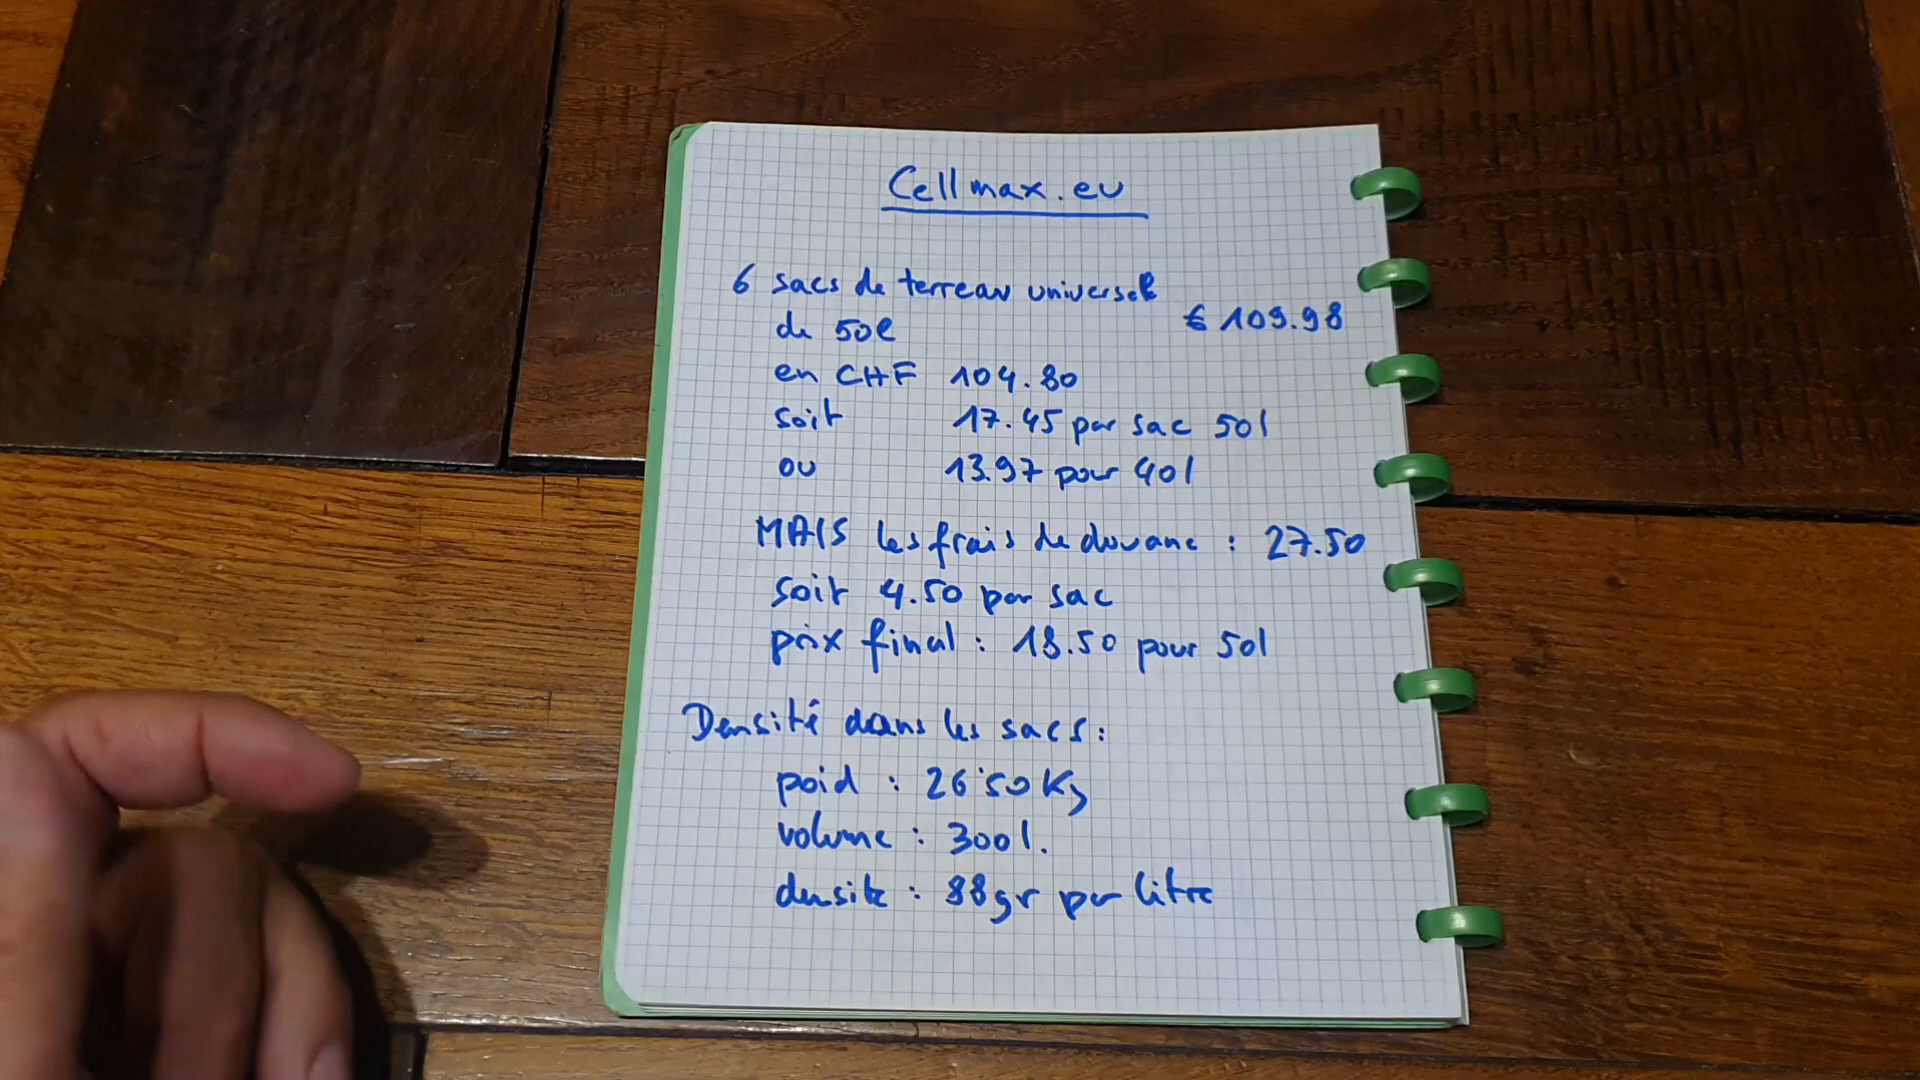 Cellmax.eu
6 sacs de terreau universel
de 50l
€ 109.98
en CHF 104.80
soit 17.45 par sac 50l
ou 13.97 pour 40l
MAIS les frais de douane : 27.50
soit 4.50 par sac
prix final : 18.50 pour 50l
Densité dans les sacs :
poid : 26'50 Kg
volume : 300l.
densite : 88gr par litre